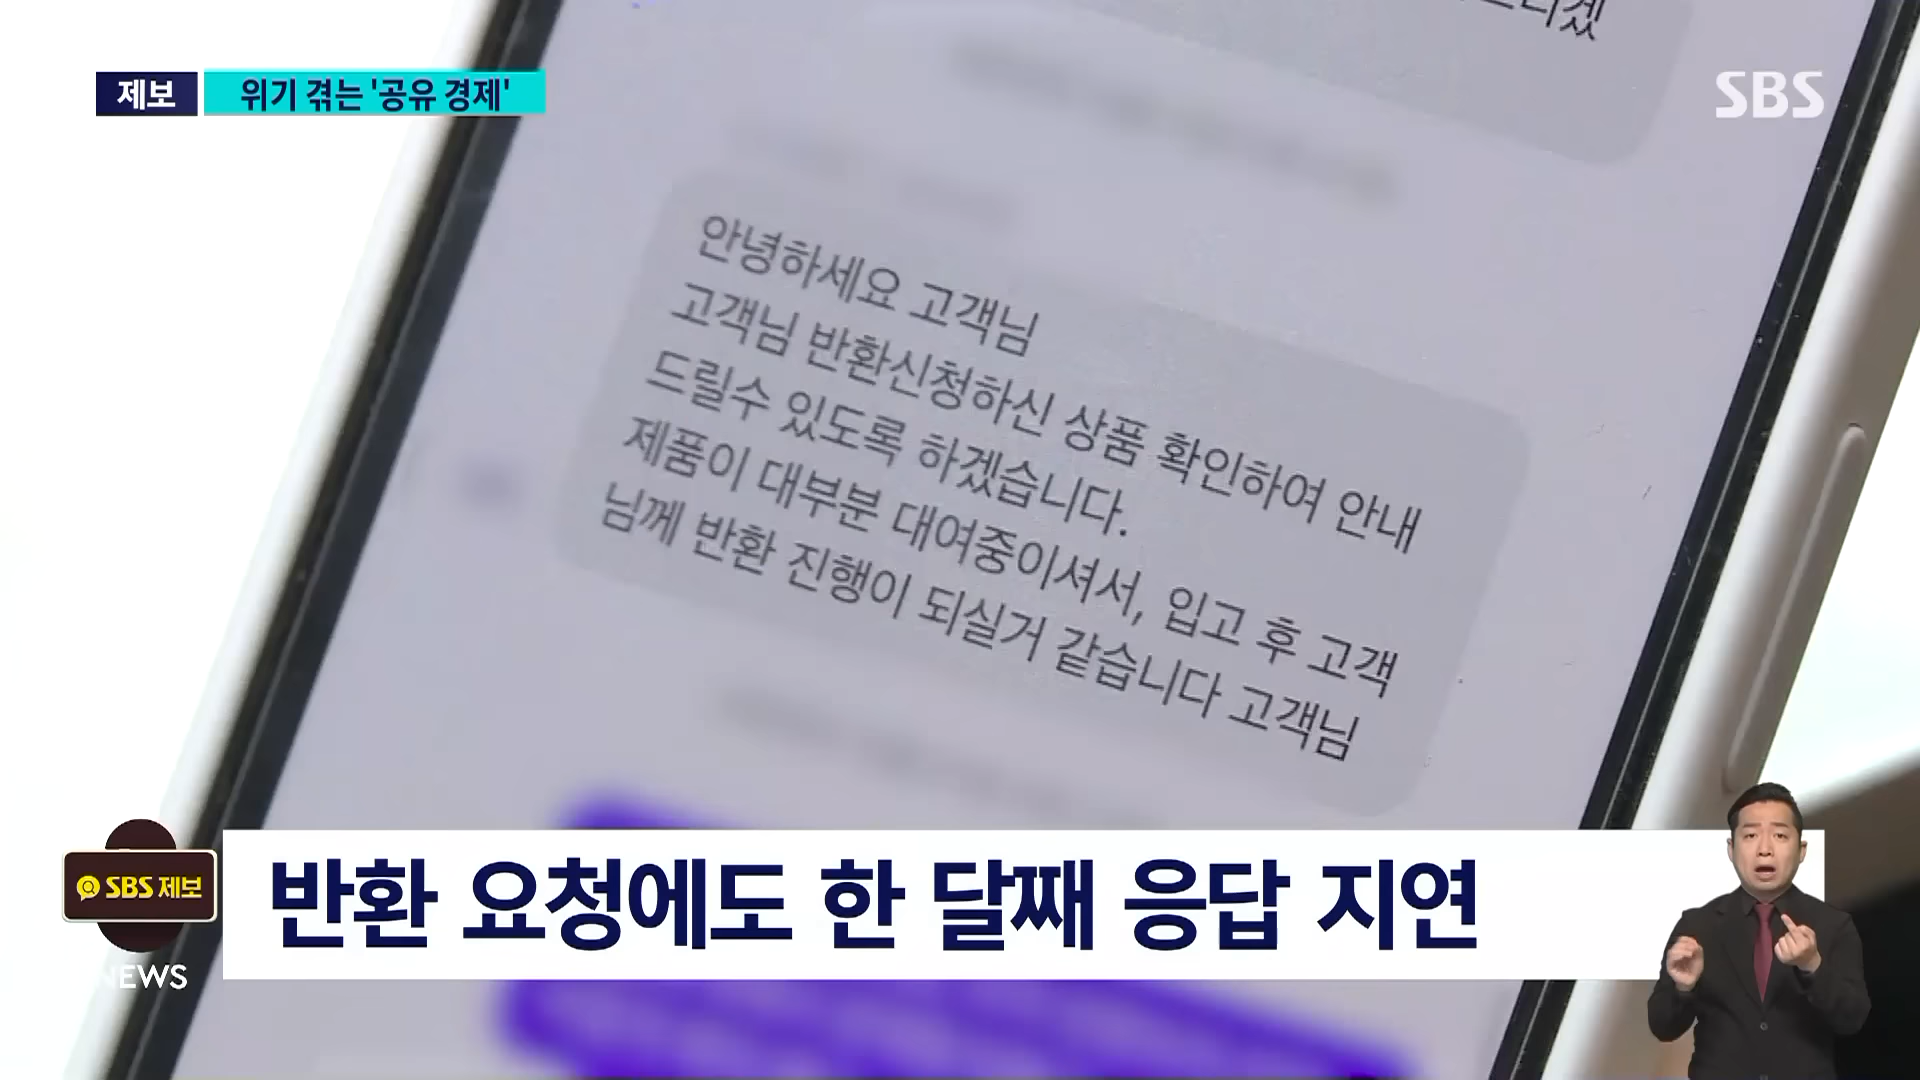 제보
위기 겪는 '공유 경제'
SBS
안녕하세요 고객님
고객님 반환신청하신 상품 확인하여 안내
드릴수 있도록 하겠습니다.
제품이 대부분 대여중이셔서, 입고 후 고객
님께 반환 진행이 되실거 같습니다 고객님
SBS 제보
NEWS
반환 요청에도 한 달째 응답 지연